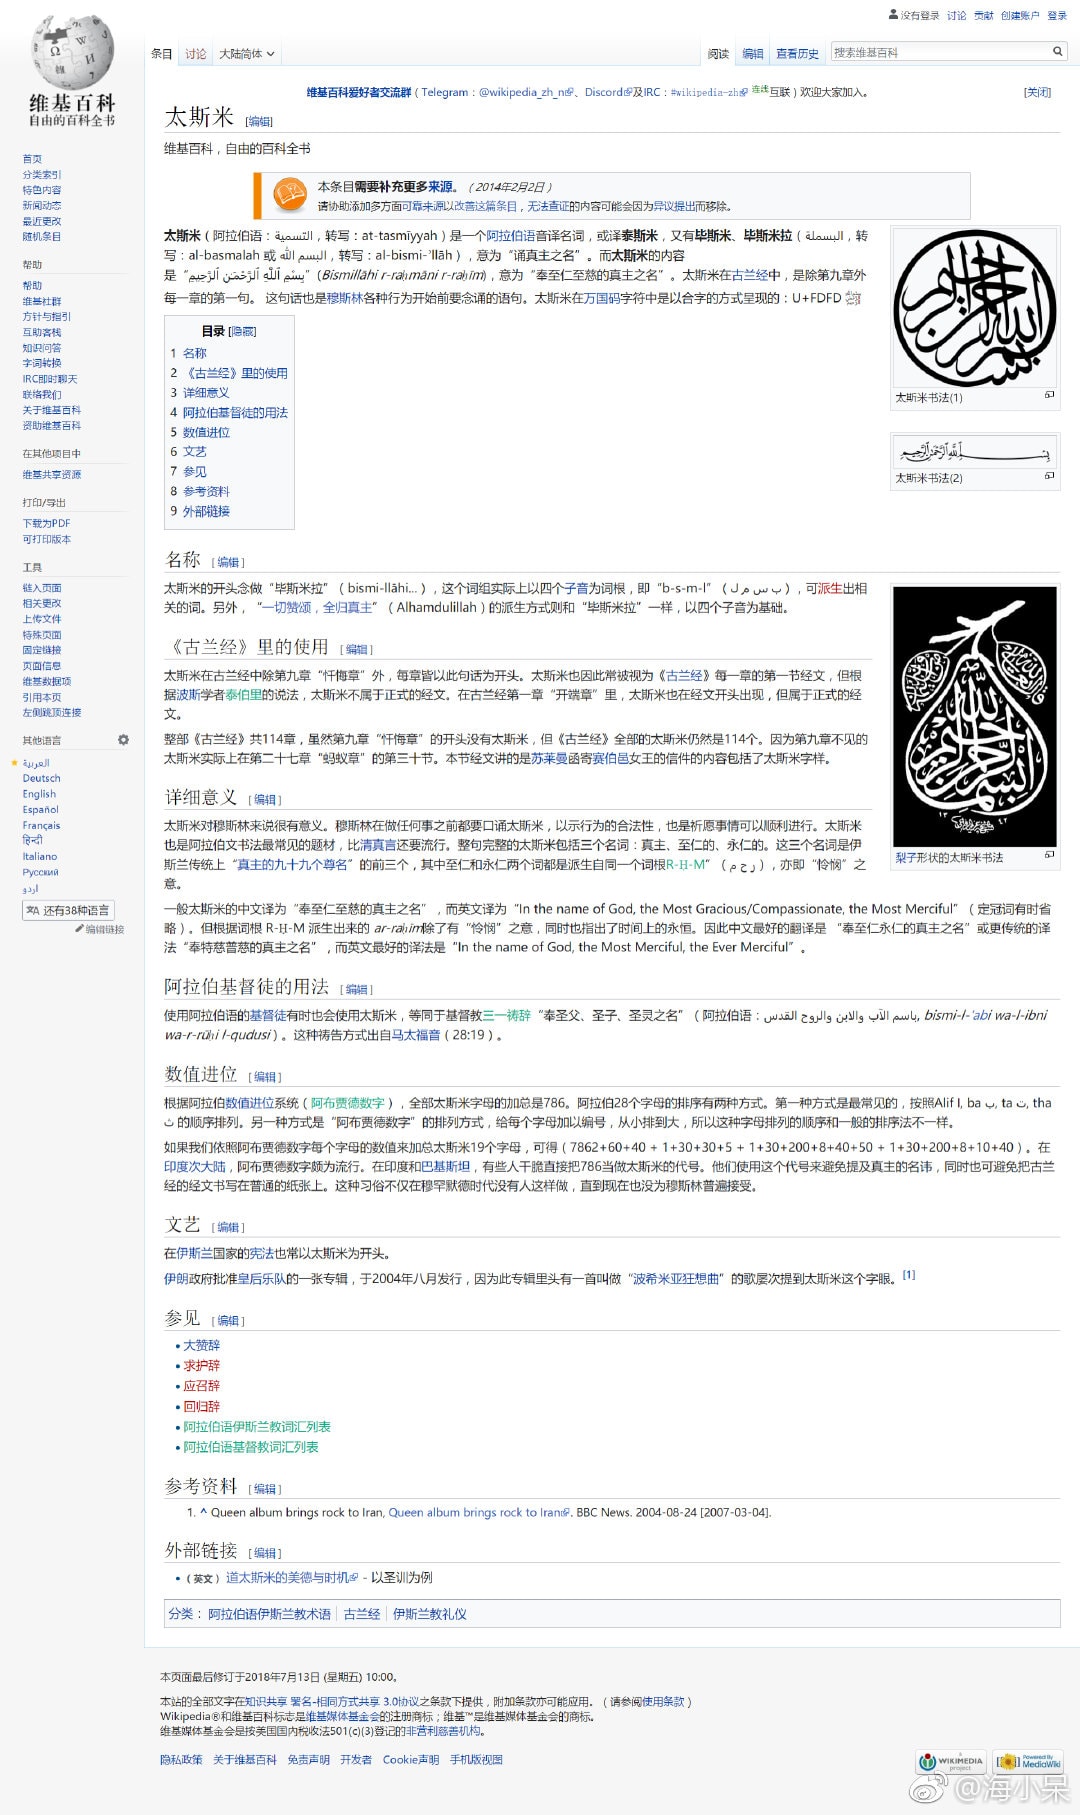 没有登录 讨论 贡献 创建账户 登录
条目 讨论 大陆简体 阅读 编辑 查看历史 搜索维基百科
维基百科
自由的百科全书
维基百科爱好者交流群（Telegram：@wikipedia_zh_n、Discord及IRC：#wikipedia-zh 连线互联）欢迎大家加入。 [关闭]
太斯米 [编辑]
维基百科，自由的百科全书
本条目需要补充更多来源。（2014年2月2日）
请协助添加多方面可靠来源以改善这篇条目，无法查证的内容可能会因为异议提出而移除。
太斯米（阿拉伯语：التسمية，转写：at-tasmīyyah）是一个阿拉伯语音译名词，或译泰斯米，又有毕斯米、毕斯米拉（البسملة，转
写：al-basmalah 或 البسم الله，转写：al-bismi-'llāh），意为“诵真主之名”。而太斯米的内容
是“بِسْمِ اللَّهِ الرَّحْمَٰنِ الرَّحِيمِ”（Bismillāhi r-raḥmāni r-raḥīm)，意为“奉至仁至慈的真主之名”。太斯米在古兰经中，是除第九章外
每一章的第一句。 这句话也是穆斯林各种行为开始前要念诵的语句。太斯米在万国码字符中是以合字的方式呈现的：U+FDFD ﷽
太斯米书法(1)
太斯米书法(2)
目录 [隐藏]
1 名称
2 《古兰经》里的使用
3 详细意义
4 阿拉伯基督徒的用法
5 数值进位
6 文艺
7 参见
8 参考资料
9 外部链接
名称 [编辑]
太斯米的开头念做“毕斯米拉”（bismi-llāhi...），这个词组实际上以四个子音为词根，即“b-s-m-l”（ب س م ل），可派生出相
关的词。另外，“一切赞颂，全归真主”（Alhamdulillah）的派生方式则和“毕斯米拉”一样，以四个子音为基础。
《古兰经》里的使用 [编辑]
太斯米在古兰经中除第九章“忏悔章”外，每章皆以此句话为开头。太斯米也因此常被视为《古兰经》每一章的第一节经文，但根
据波斯学者泰伯里的说法，太斯米不属于正式的经文。在古兰经第一章“开端章”里，太斯米也在经文开头出现，但属于正式的经
文。
整部《古兰经》共114章，虽然第九章“忏悔章”的开头没有太斯米，但《古兰经》全部的太斯米仍然是114个。因为第九章不见的
太斯米实际上在第二十七章“蚂蚁章”的第三十节。本节经文讲的是苏莱曼函寄赛伯邑女王的信件的内容包括了太斯米字样。
梨子形状的太斯米书法
详细意义 [编辑]
太斯米对穆斯林来说很有意义。穆斯林在做任何事之前都要口诵太斯米，以示行为的合法性，也是祈愿事情可以顺利进行。太斯米
也是阿拉伯文书法最常见的题材，比清真言还要流行。整句完整的太斯米包括三个名词：真主、至仁的、永仁的。这三个名词是伊
斯兰传统上“真主的九十九个尊名”的前三个，其中至仁和永仁两个词都是派生自同一个词根R-Ḥ-M”（ر ح م），亦即“怜悯”之
意。
一般太斯米的中文译为“奉至仁至慈的真主之名”，而英文译为“In the name of God, the Most Gracious/Compassionate, the Most Merciful”（定冠词有时省
略）。但根据词根 R-Ḥ-M 派生出来的 ar-raḥīm除了有“怜悯”之意，同时也指出了时间上的永恒。因此中文最好的翻译是 “奉至仁永仁的真主之名”或更传统的译
法“奉特慈普慈的真主之名”，而英文最好的译法是“In the name of God, the Most Merciful, the Ever Merciful”。
阿拉伯基督徒的用法 [编辑]
使用阿拉伯语的基督徒有时也会使用太斯米，等同于基督教三一祷辞“奉圣父、圣子、圣灵之名”（阿拉伯语：باسم الآب والابن والروح القدس, bismi-l-'abi wa-l-ibni
wa-r-rūḥi l-qudusi）。这种祷告方式出自马太福音（28:19）。
数值进位 [编辑]
根据阿拉伯数值进位系统（阿布贾德数字），全部太斯米字母的加总是786。阿拉伯28个字母的排序有两种方式。第一种方式是最常见的，按照Alif ا, ba ب, ta ت, tha
ث 的顺序排列。另一种方式是“阿布贾德数字”的排列方式，给每个字母加以编号，从小排到大，所以这种字母排列的顺序和一般的排序法不一样。
如果我们依照阿布贾德数字每个字母的数值来加总太斯米19个字母，可得（7862+60+40 + 1+30+30+5 + 1+30+200+8+40+50 + 1+30+200+8+10+40）。在
印度次大陆，阿布贾德数字颇为流行。在印度和巴基斯坦，有些人干脆直接把786当做太斯米的代号。他们使用这个代号来避免提及真主的名讳，同时也可避免把古兰
经的经文书写在普通的纸张上。这种习俗不仅在穆罕默德时代没有人这样做，直到现在也没为穆斯林普遍接受。
文艺 [编辑]
在伊斯兰国家的宪法也常以太斯米为开头。
伊朗政府批准皇后乐队的一张专辑，于2004年八月发行，因为此专辑里头有一首叫做“波希米亚狂想曲”的歌屡次提到太斯米这个字眼。[1]
参见 [编辑]
大赞辞
求护辞
应召辞
回归辞
阿拉伯语伊斯兰教词汇列表
阿拉伯语基督教词汇列表
参考资料 [编辑]
1. ^ Queen album brings rock to Iran, Queen album brings rock to Iran. BBC News. 2004-08-24 [2007-03-04].
外部链接 [编辑]
（英文） 道太斯米的美德与时机 - 以圣训为例
分类： 阿拉伯语伊斯兰教术语 | 古兰经 | 伊斯兰教礼仪
首页
分类索引
特色内容
新闻动态
最近更改
随机条目
帮助
帮助
维基社群
方针与指引
互助客栈
知识问答
字词转换
IRC即时聊天
联络我们
关于维基百科
资助维基百科
在其他项目中
维基共享资源
打印/导出
下载为PDF
可打印版本
工具
链入页面
相关更改
上传文件
特殊页面
固定链接
页面信息
维基数据项
引用本页
左侧跳顶连接
其他语言
العربية
Deutsch
English
Español
Français
हिन्दी
Italiano
Русский
اردو
还有38种语言
编辑链接
本页面最后修订于2018年7月13日 (星期五) 10:00。
本站的全部文字在知识共享 署名-相同方式共享 3.0协议之条款下提供，附加条款亦可能应用。（请参阅使用条款）
Wikipedia®和维基百科标志是维基媒体基金会的注册商标；维基™是维基媒体基金会的商标。
维基媒体基金会是按美国国内税收法501(c)(3)登记的非营利慈善机构。
隐私政策 关于维基百科 免责声明 开发者 Cookie声明 手机版视图
A WIKIMEDIA project
Powered By MediaWiki
@海小呆